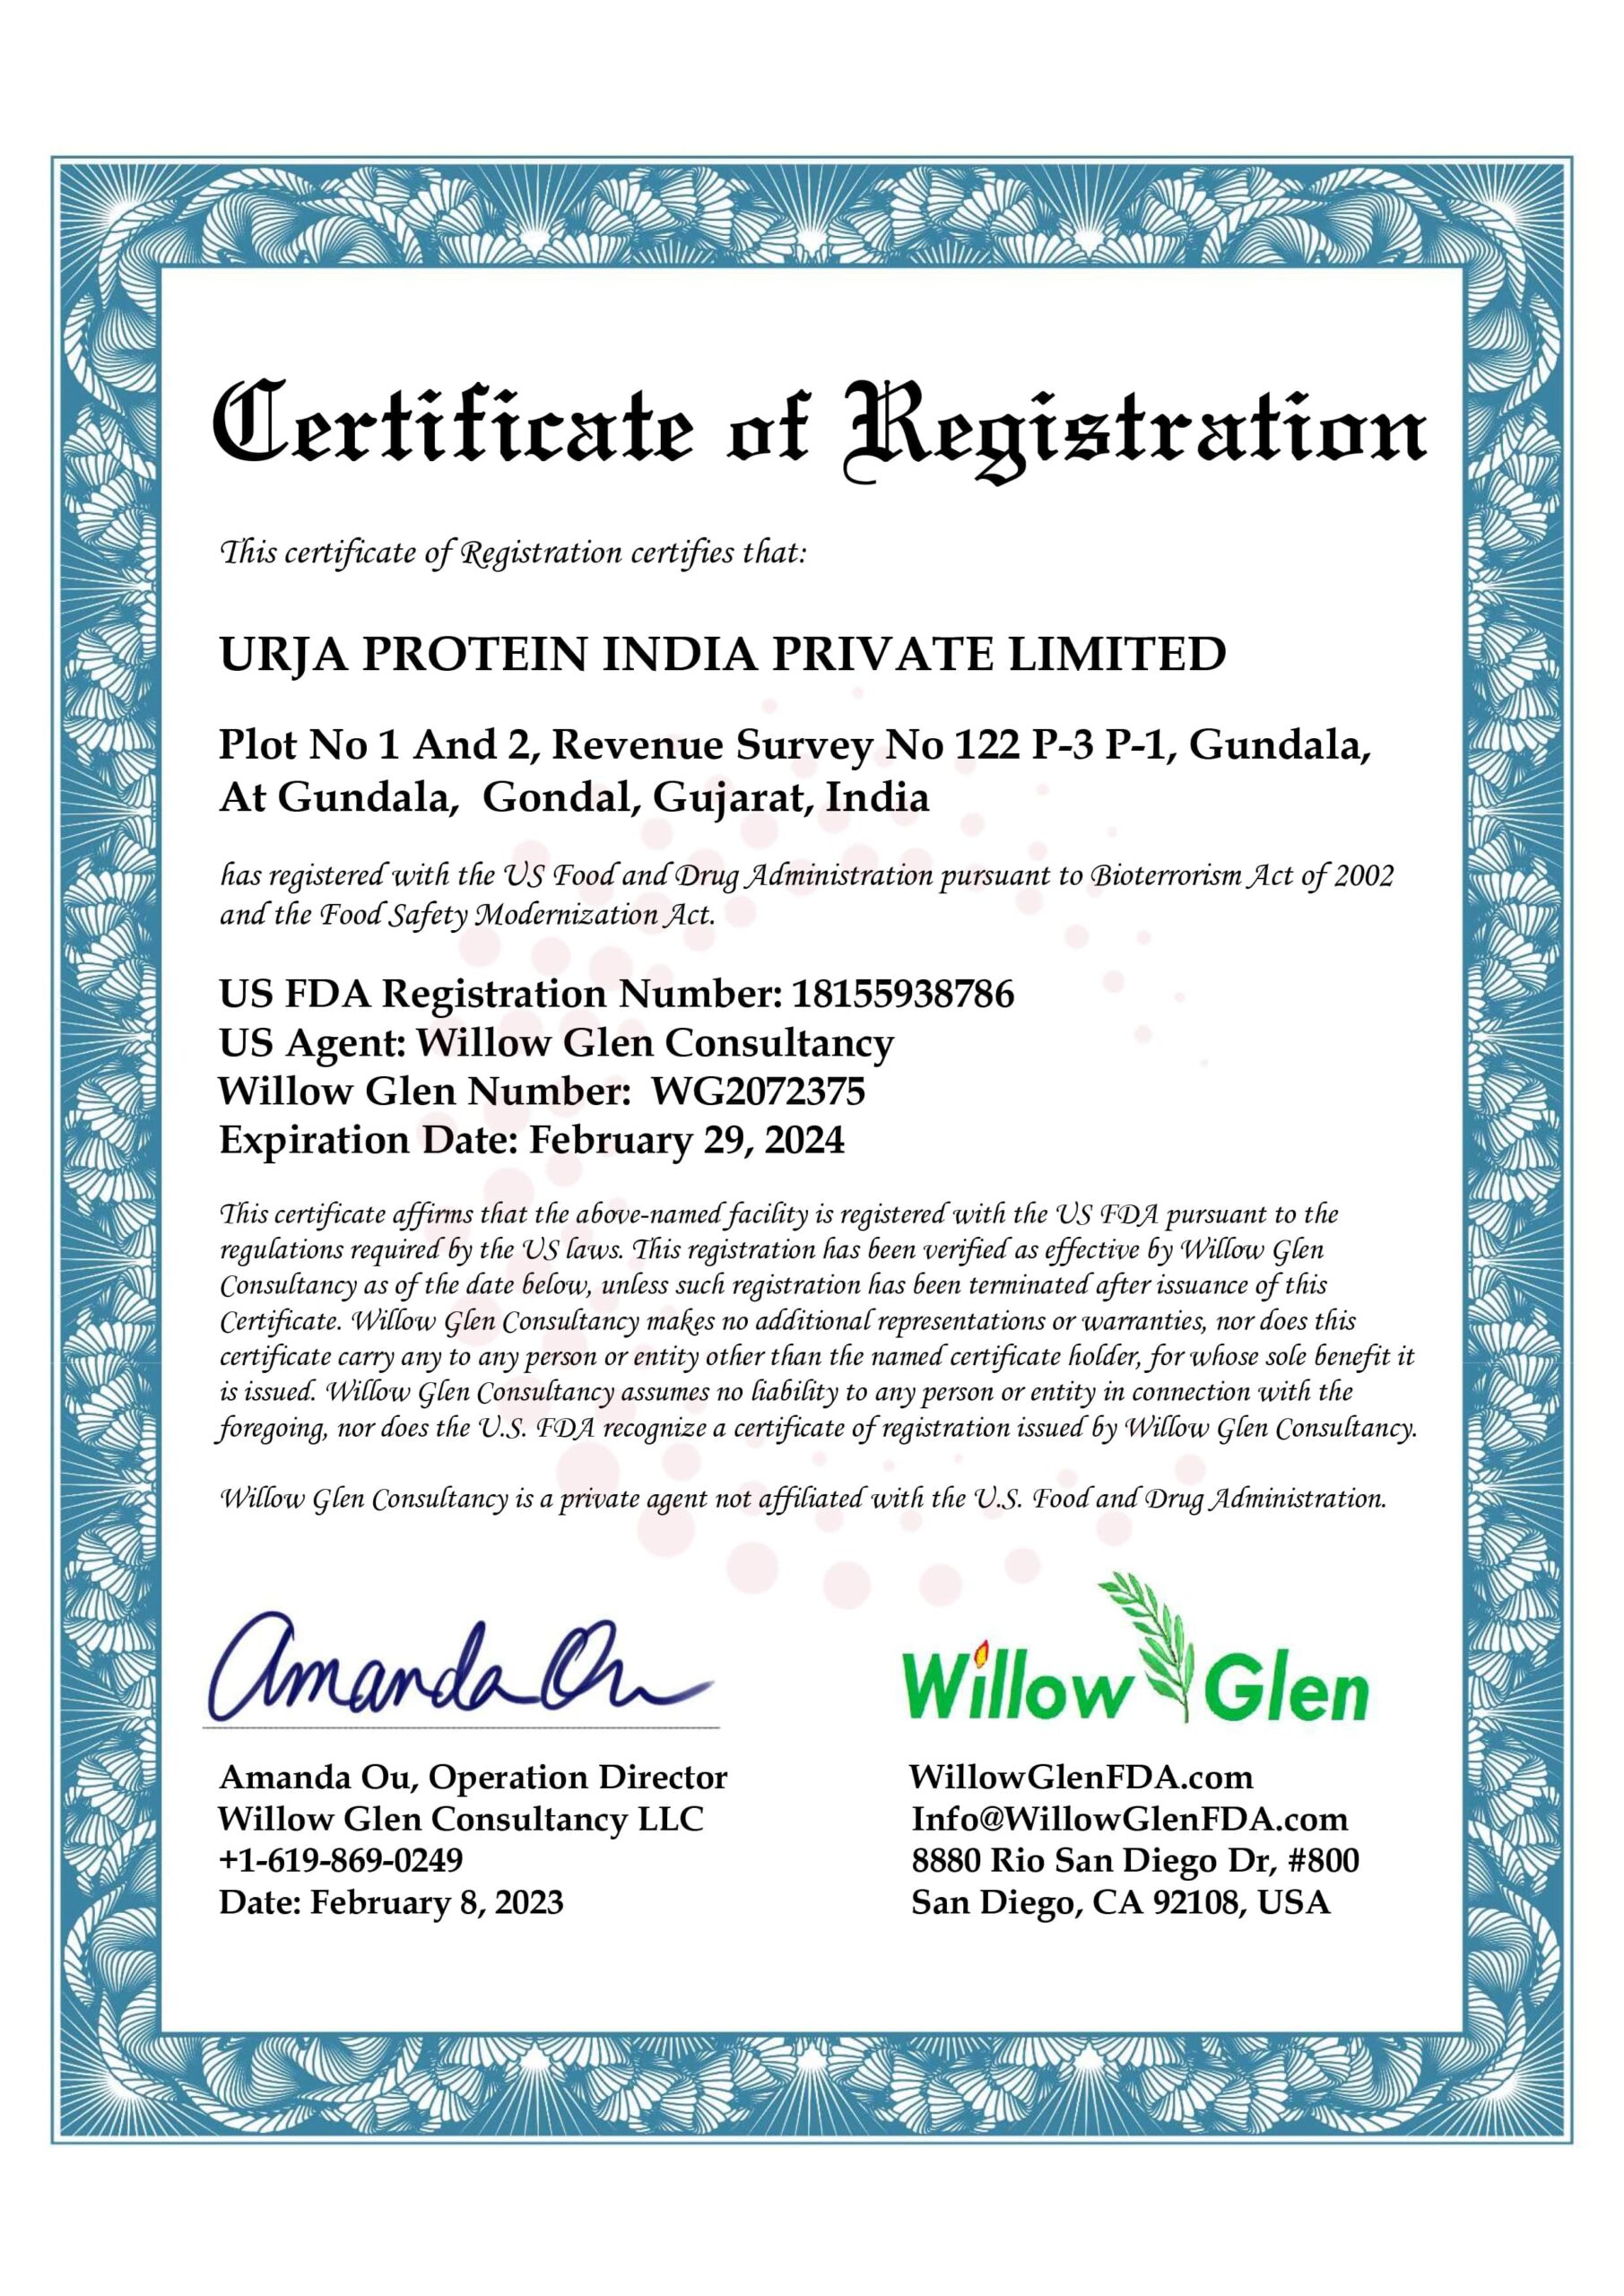 Certificate of Registration
This certificate of Registration certifies that:
URJA PROTEIN INDIA PRIVATE LIMITED
Plot No 1 And 2, Revenue Survey No 122 P-3 P-1, Gundala,
At Gundala, Gondal, Gujarat, India
has registered with the US Food and Drug Administration pursuant to Bioterrorism Act of 2002
and the Food Safety Modernization Act.
US FDA Registration Number: 18155938786
US Agent: Willow Glen Consultancy
Willow Glen Number: WG2072375
Expiration Date: February 29, 2024
This certificate affirms that the above-named facility is registered with the US FDA pursuant to the
regulations required by the US laws. This registration has been verified as effective by Willow Glen
Consultancy as of the date below, unless such registration has been terminated after issuance of this
Certificate. Willow Glen Consultancy makes no additional representations or warranties, nor does this
certificate carry any to any person or entity other than the named certificate holder, for whose sole benefit it
is issued. Willow Glen Consultancy assumes no liability to any person or entity in connection with the
foregoing, nor does the U.S. FDA recognize a certificate of registration issued by Willow Glen Consultancy.
Willow Glen Consultancy is a private agent not affiliated with the U.S. Food and Drug Administration.
Amanda Ou
Willow Glen
Amanda Ou, Operation Director
Willow Glen Consultancy LLC
+1-619-869-0249
Date: February 8, 2023
WillowGlenFDA.com
Info@WillowGlenFDA.com
8880 Rio San Diego Dr, #800
San Diego, CA 92108, USA